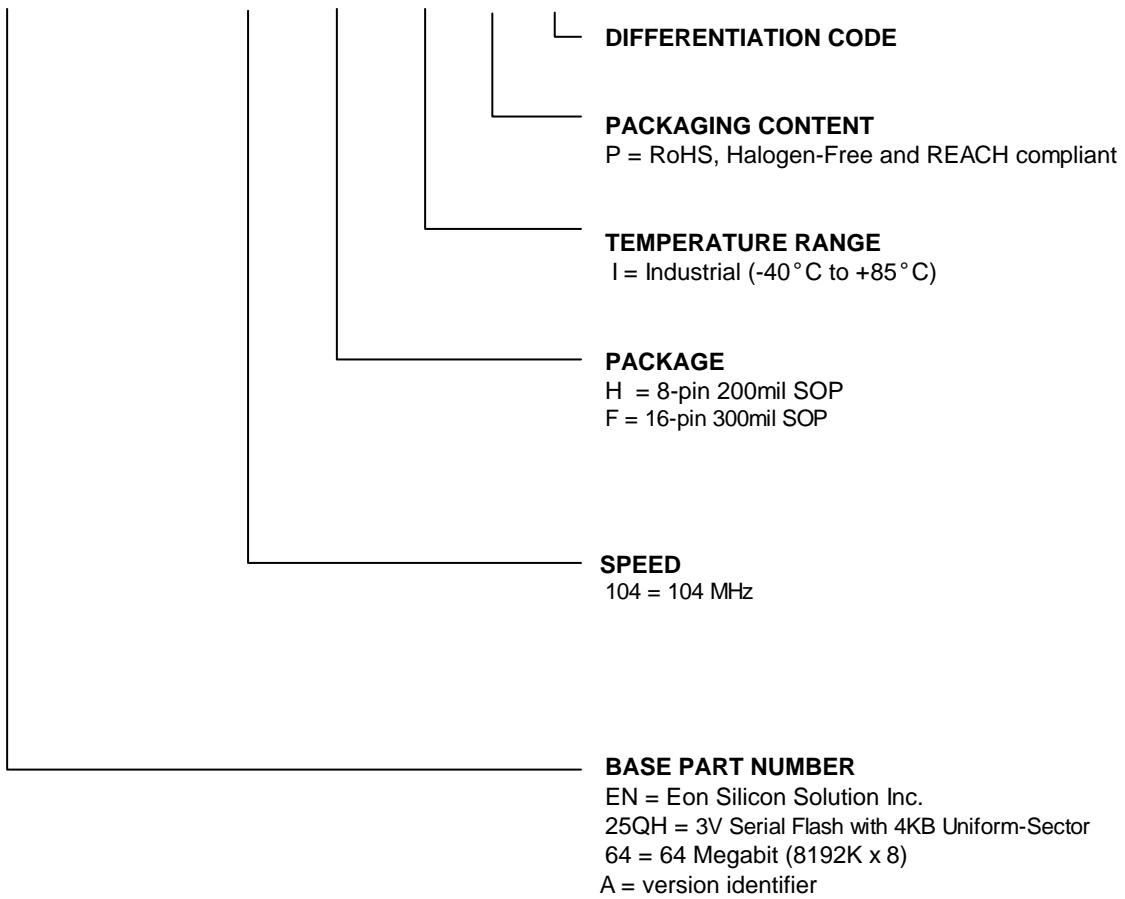 DIFFERENTIATION CODE
PACKAGING CONTENT
P = RoHS, Halogen-Free and REACH compliant
TEMPERATURE RANGE
I = Industrial (-40°C to +85°C)
PACKAGE
H = 8-pin 200mil SOP
F = 16-pin 300mil SOP
SPEED
104 = 104 MHz
BASE PART NUMBER
EN = Eon Silicon Solution Inc.
25QH = 3V Serial Flash with 4KB Uniform-Sector
64 = 64 Megabit (8192K x 8)
A = version identifier